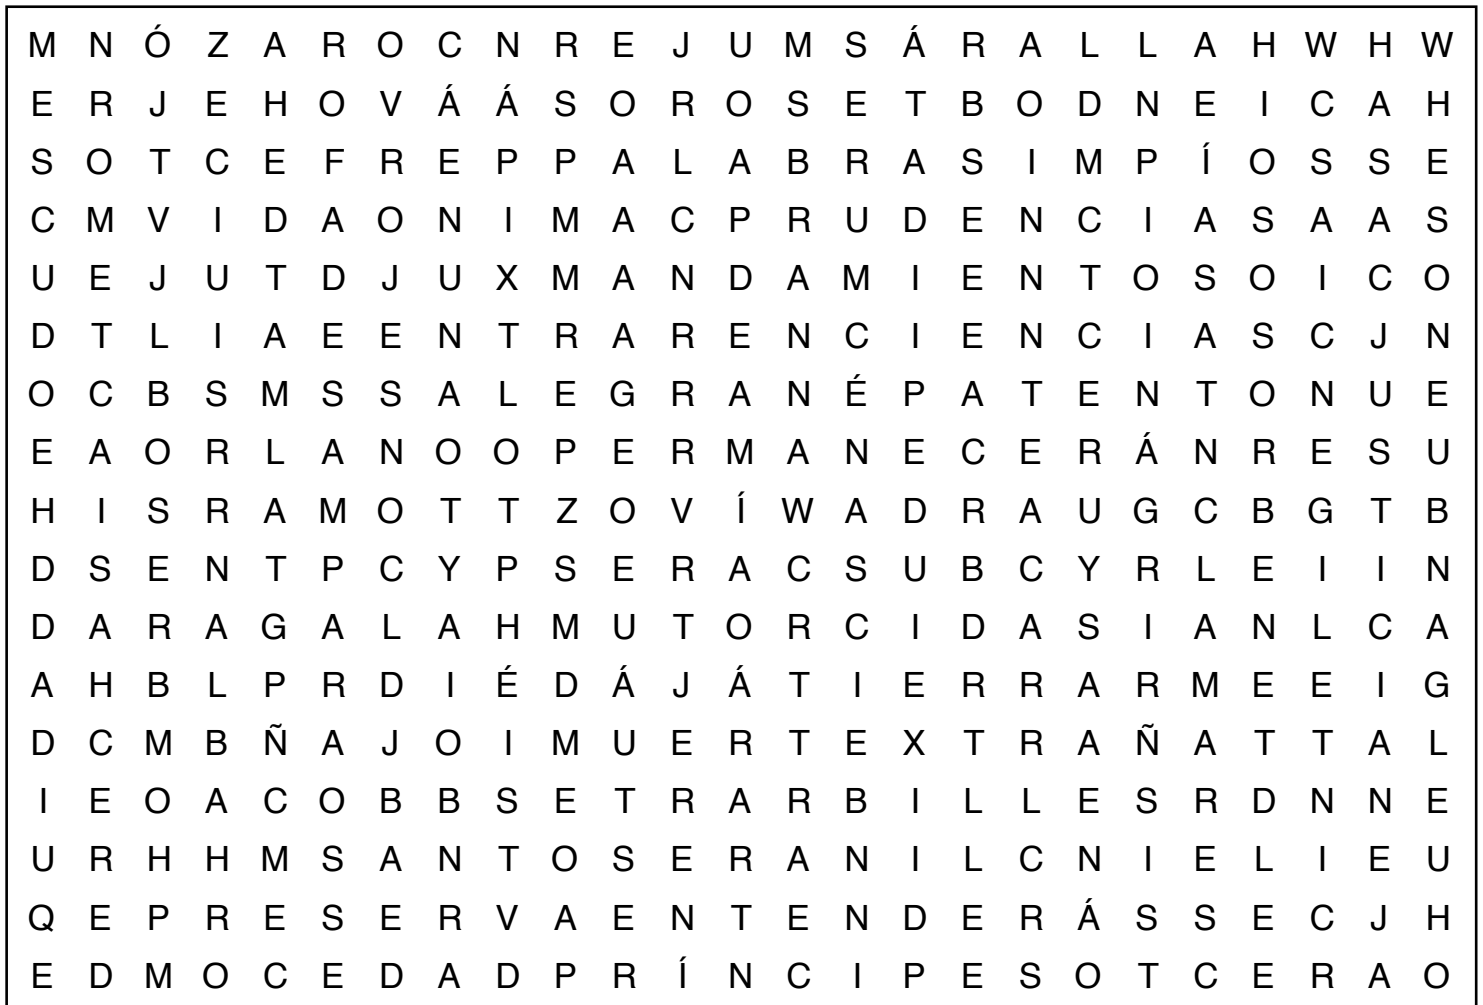 M N Ó Z A R O C N R E J U M S Á R A L L A H W H W
E R J E H O V Á Á S O R O S E T B O D N E I C A H
S O T C E F R E P P A L A B R A S I M P Í O S S E
C M V I D A O N I M A C P R U D E N C I A S A A S
U E J U T D J U X M A N D A M I E N T O S O I C O
D T L I A E E N T R A R E N C I E N C I A S C J N
O C B S M S S A L E G R A N É P A T E N T O N U E
E A O R L A N O O P E R M A N E C E R Á N R E S U
H I S R A M O T T Z O V Í W A D R A U G C B G T B
D S E N T P C Y P S E R A C S U B C Y R L E I I N
D A R A G A L A H M U T O R C I D A S I A N L C A
A H B L P R D I É D Á J Á T I E R R A R M E E I G
D C M B Ñ A J O I M U E R T E X T R A Ñ A T T A L
I E O A C O B B S E T R A R B I L L E S R D N N E
U R H H M S A N T O S E R A N I L C N I E L I E U
Q E P R E S E R V A E N T E N D E R Á S S E C J H
E D M O C E D A D P R Í N C I P E S O T C E R A O